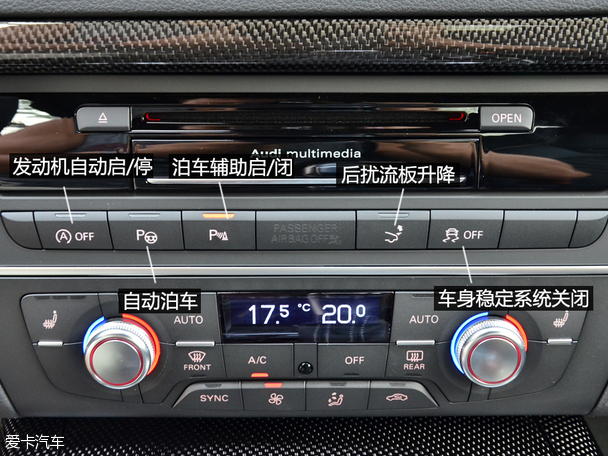 OPEN
Audi multimedia
发动机自动启/停
泊车辅助启/闭
后扰流板升降
A OFF
P
P
PASSENGER
AIRBAG OFF
OFF
自动泊车
车身稳定系统关闭
AUTO
17.5 °C 20.0
AUTO
FRONT
A/C
OFF
REAR
SYNC
爱卡汽车